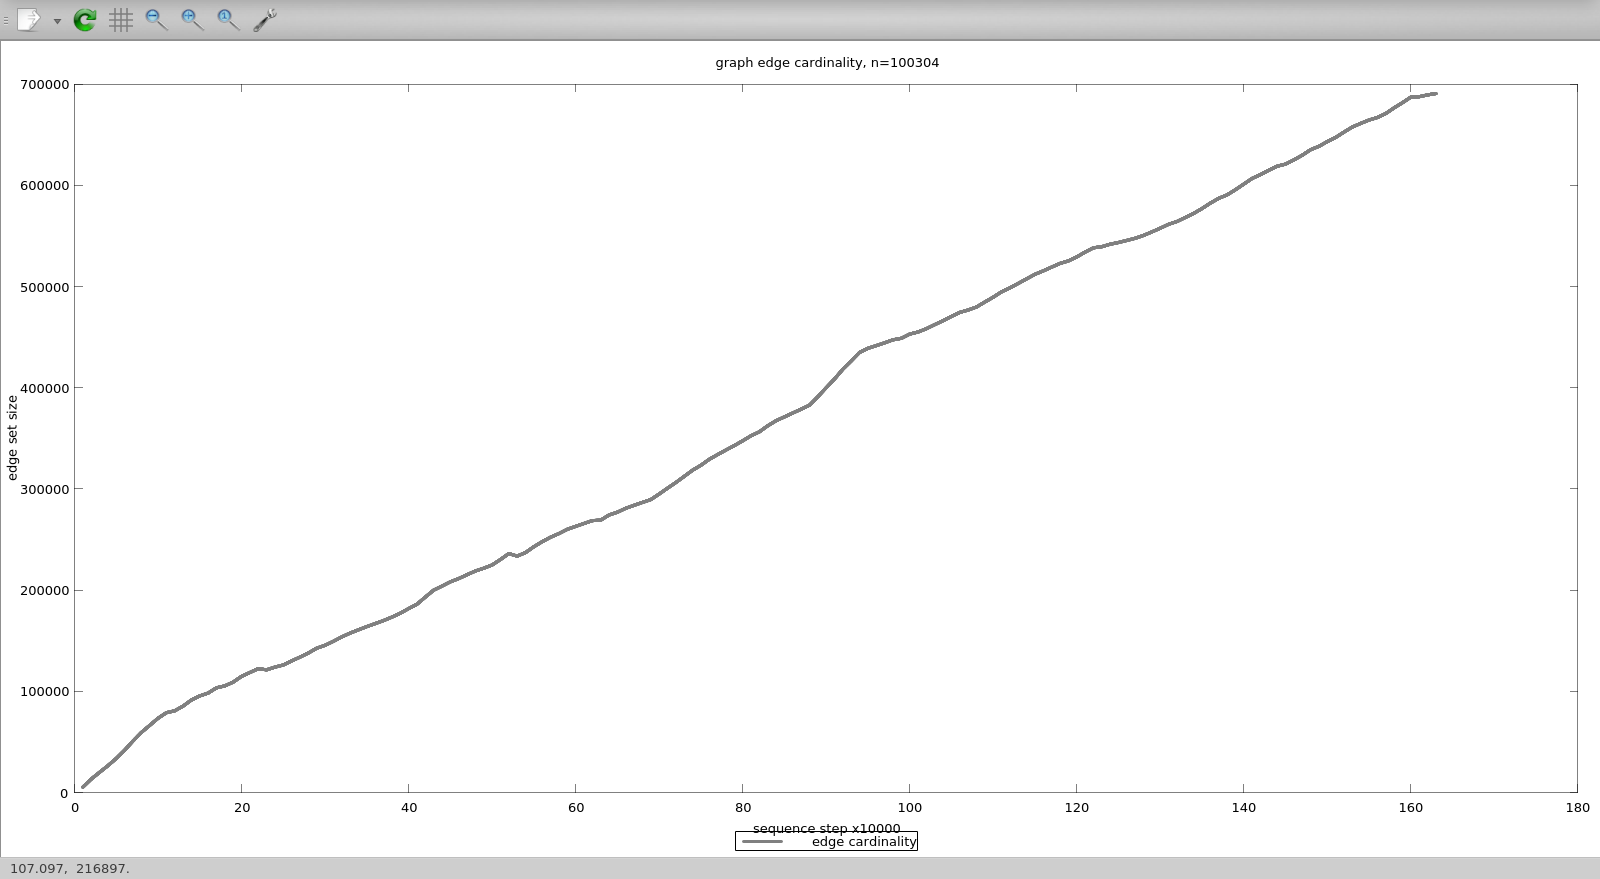 graph edge cardinality, n=100304
700000
600000
500000
400000
300000
200000
100000
0
edge set size
0 20 40 60 80 100 120 140 160 180
sequence step x10000
edge cardinality
107.097, 216897.